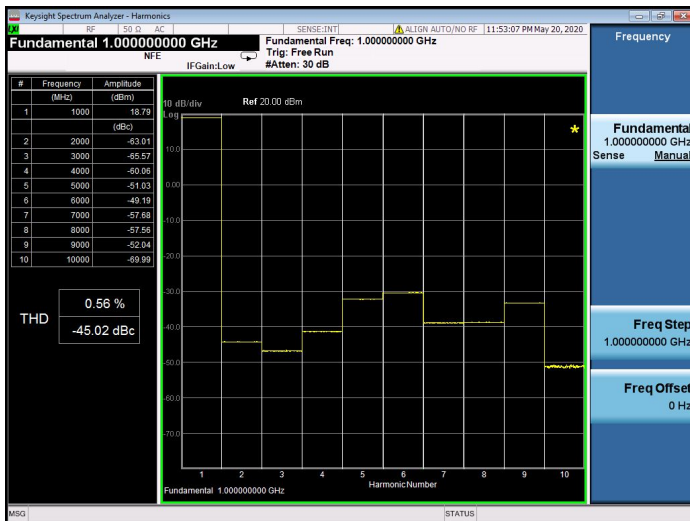 Keysight Spectrum Analyzer - Harmonics
LXI RF 50 Ω AC SENSE:INT ALIGN AUTO/NO RF 11:53:07 PM May 20, 2020
Fundamental 1.000000000 GHz
NFE
IFGain:Low
Fundamental Freq: 1.000000000 GHz
Trig: Free Run
#Atten: 30 dB
# Frequency Amplitude
(MHz) (dBm)
1 1000 18.79
(dBc)
2 2000 -63.01
3 3000 -65.57
4 4000 -60.06
5 5000 -51.03
6 6000 -49.19
7 7000 -57.68
8 8000 -57.56
9 9000 -52.04
10 10000 -69.99
THD
0.56 %
-45.02 dBc
10 dB/div Ref 20.00 dBm
Log
10.0
0.00
-10.0
-20.0
-30.0
-40.0
-50.0
-60.0
-70.0
1 2 3 4 5 6 7 8 9 10
Harmonic Number
Fundamental 1.000000000 GHz
Frequency
Fundamental
1.000000000 GHz
Sense Manual
Freq Step
1.000000000 GHz
Freq Offset
0 Hz
MSG STATUS